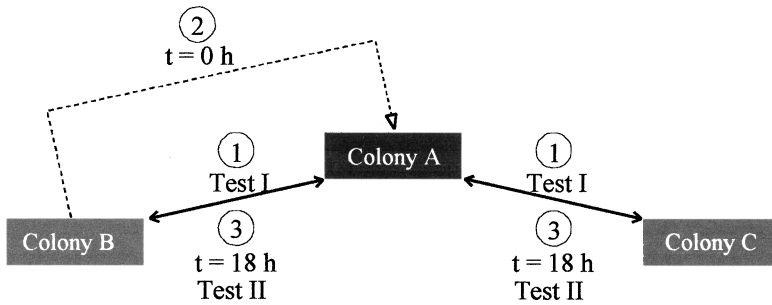 2
t = 0 h
Colony A
1
Test I
1
Test I
Colony B
3
t = 18 h
Test II
3
t = 18 h
Test II
Colony C